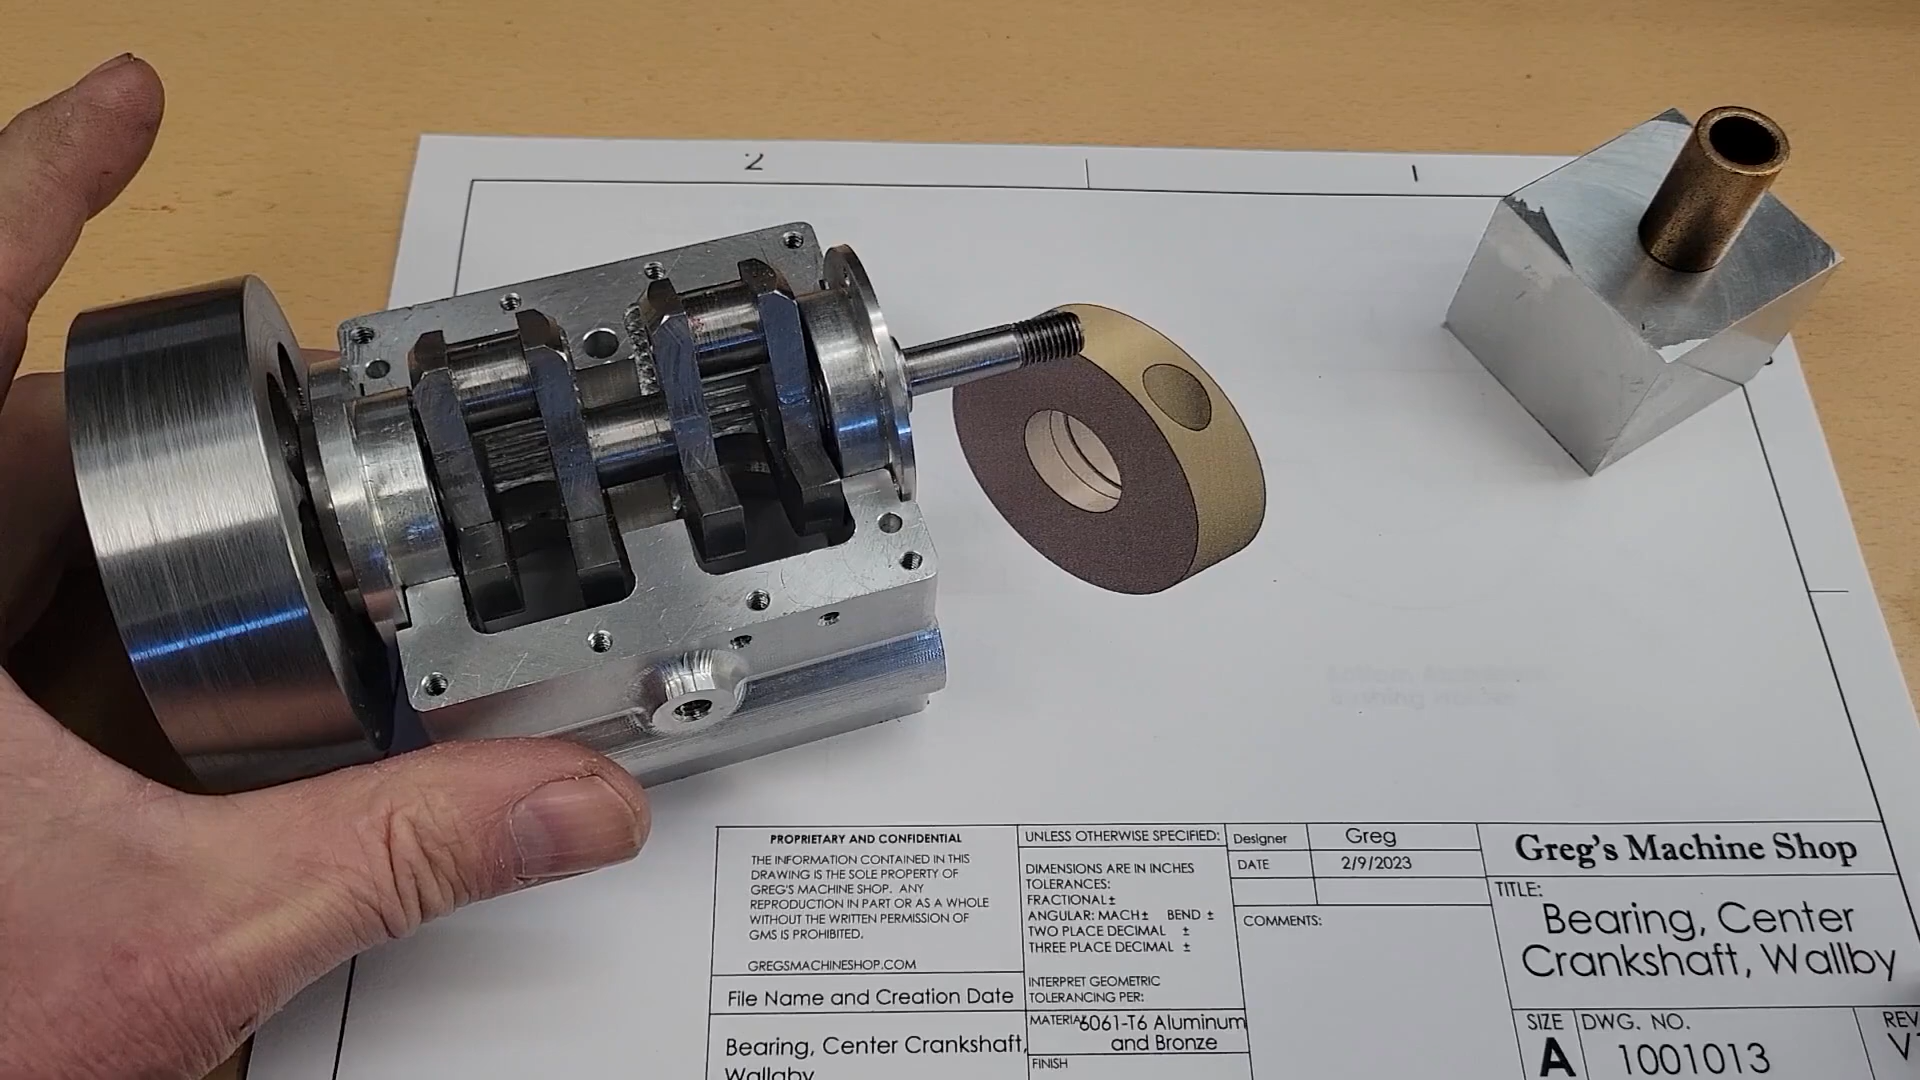 2
1
PROPRIETARY AND CONFIDENTIAL
THE INFORMATION CONTAINED IN THIS
DRAWING IS THE SOLE PROPERTY OF
GREG'S MACHINE SHOP. ANY
REPRODUCTION IN PART OR AS A WHOLE
WITHOUT THE WRITTEN PERMISSION OF
GMS IS PROHIBITED.
GREGSMACHINESHOP.COM
File Name and Creation Date
Bearing, Center Crankshaft,
Wallaby
UNLESS OTHERWISE SPECIFIED:
DIMENSIONS ARE IN INCHES
TOLERANCES:
FRACTIONAL±
ANGULAR: MACH± BEND ±
TWO PLACE DECIMAL ±
THREE PLACE DECIMAL ±
INTERPRET GEOMETRIC
TOLERANCING PER:
MATERIAL 6061-T6 Aluminum
and Bronze
FINISH
Designer Greg
DATE 2/9/2023
COMMENTS:
Greg's Machine Shop
TITLE:
Bearing, Center
Crankshaft, Wallby
SIZE DWG. NO. REV
A 1001013